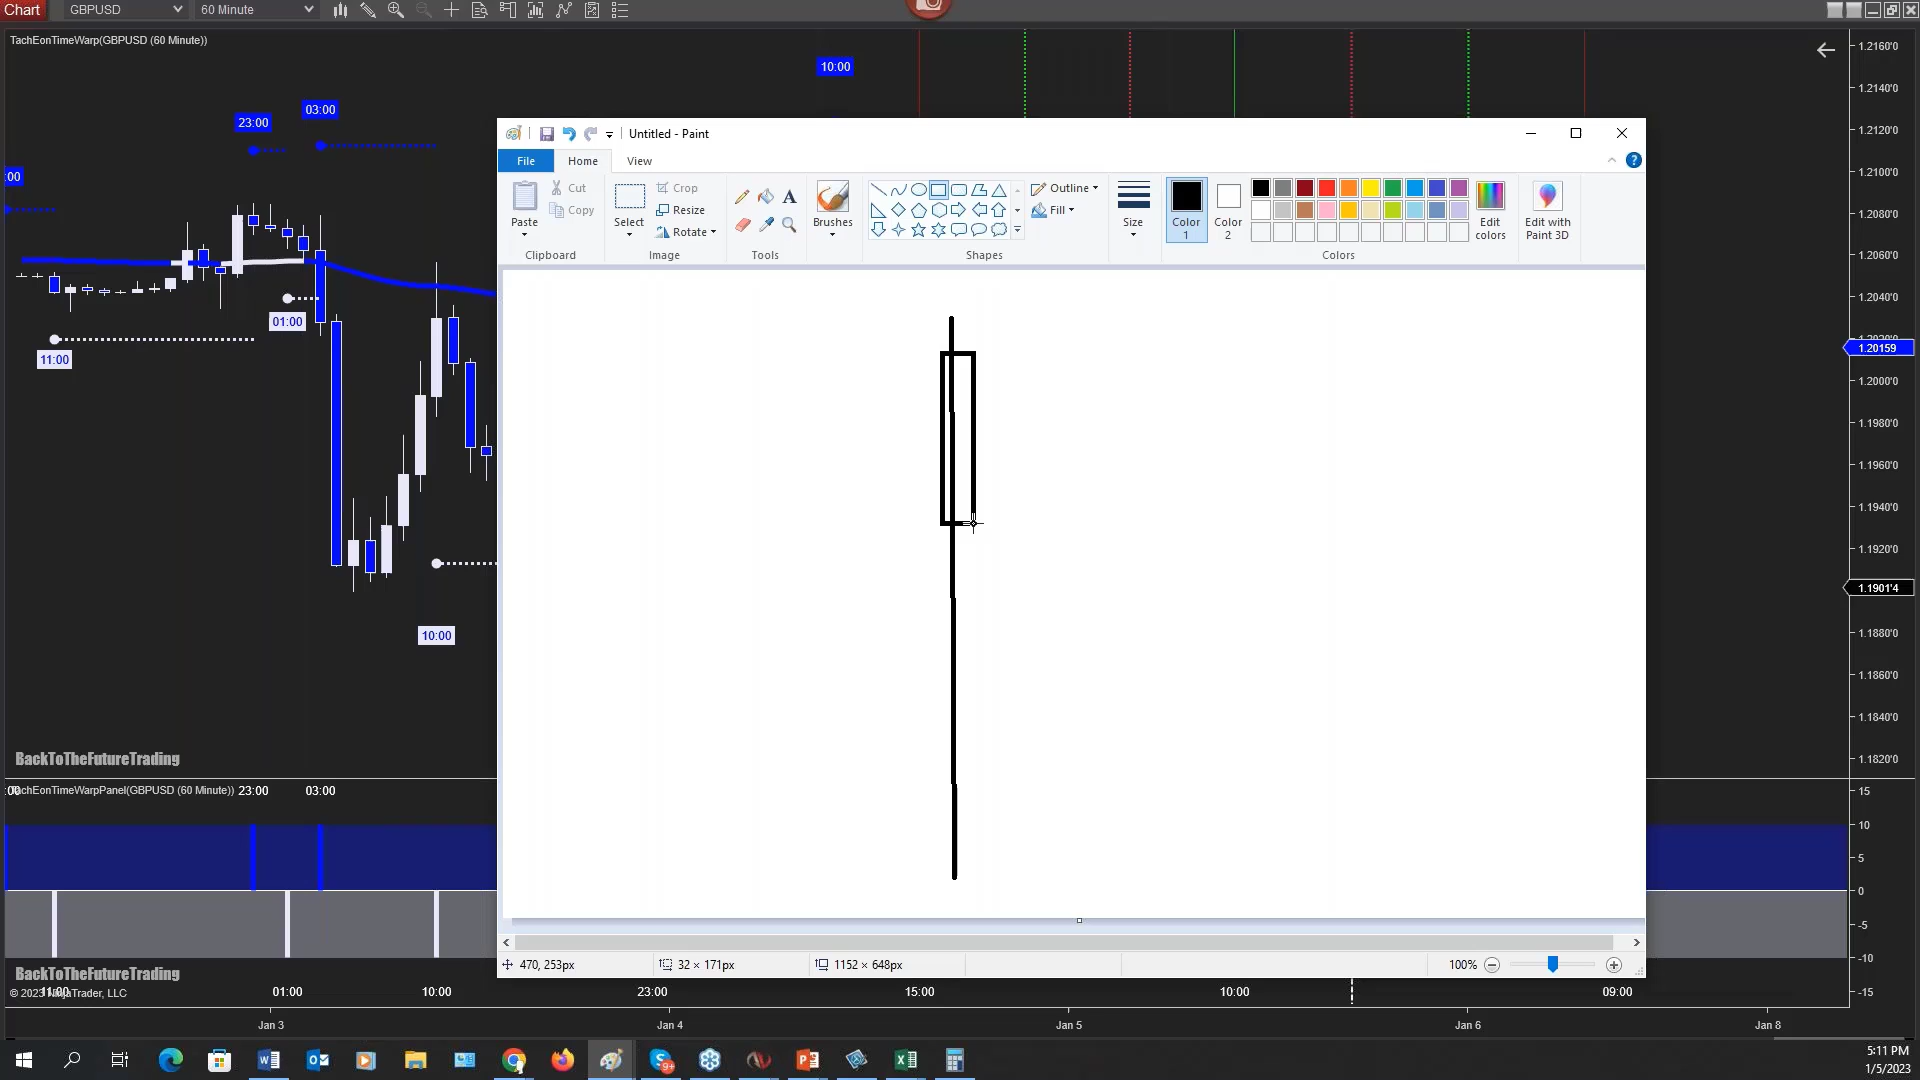 Chart GBPUSD 60 Minute
TachEonTimeWarp(GBPUSD (60 Minute))
10:00
03:00
23:00
:00
01:00
11:00
10:00
Untitled - Paint
File Home View
Paste
Cut
Copy
Clipboard
Select
Crop
Resize
Rotate
Image
Tools
Brushes
Shapes
Outline
Fill
Size
Color 1
Color 2
Edit colors
Colors
Edit with Paint 3D
470, 253px
32 × 171px
1152 × 648px
100%
1.2160'0
1.2140'0
1.2120'0
1.2100'0
1.2080'0
1.2060'0
1.2040'0
1.20159
1.2000'0
1.1980'0
1.1960'0
1.1940'0
1.1920'0
1.1901'4
1.1880'0
1.1860'0
1.1840'0
1.1820'0
BackToTheFutureTrading
TachEonTimeWarpPanel(GBPUSD (60 Minute)) 23:00 03:00
15
10
5
0
-5
-10
-15
BackToTheFutureTrading
© 2023 NinjaTrader, LLC
11:00 01:00 10:00 23:00 15:00 10:00 09:00
Jan 3 Jan 4 Jan 5 Jan 6 Jan 8
9+
5:11 PM
1/5/2023